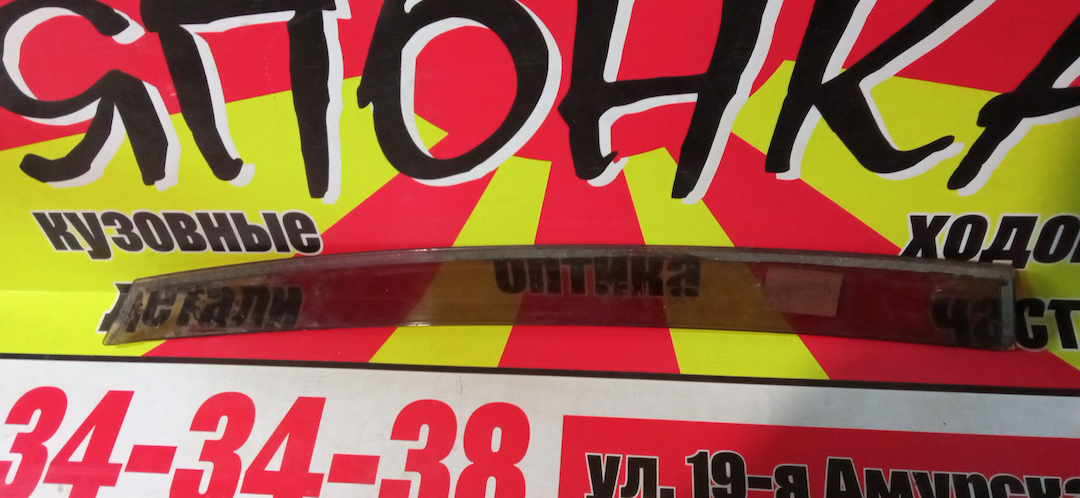 ЯПОНКА
кузовные
детали
оптика
ходов
част
34-34-38
ул. 19-я Амурска